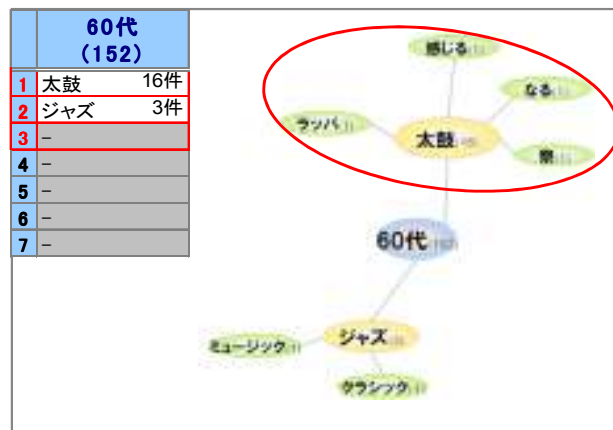 60代
(152)
1 太鼓 16件
2 ジャズ 3件
3 -
4 -
5 -
6 -
7 -
感じる
なる
ラッパ
太鼓
祭
60代
ジャズ
ミュージック
クラシック